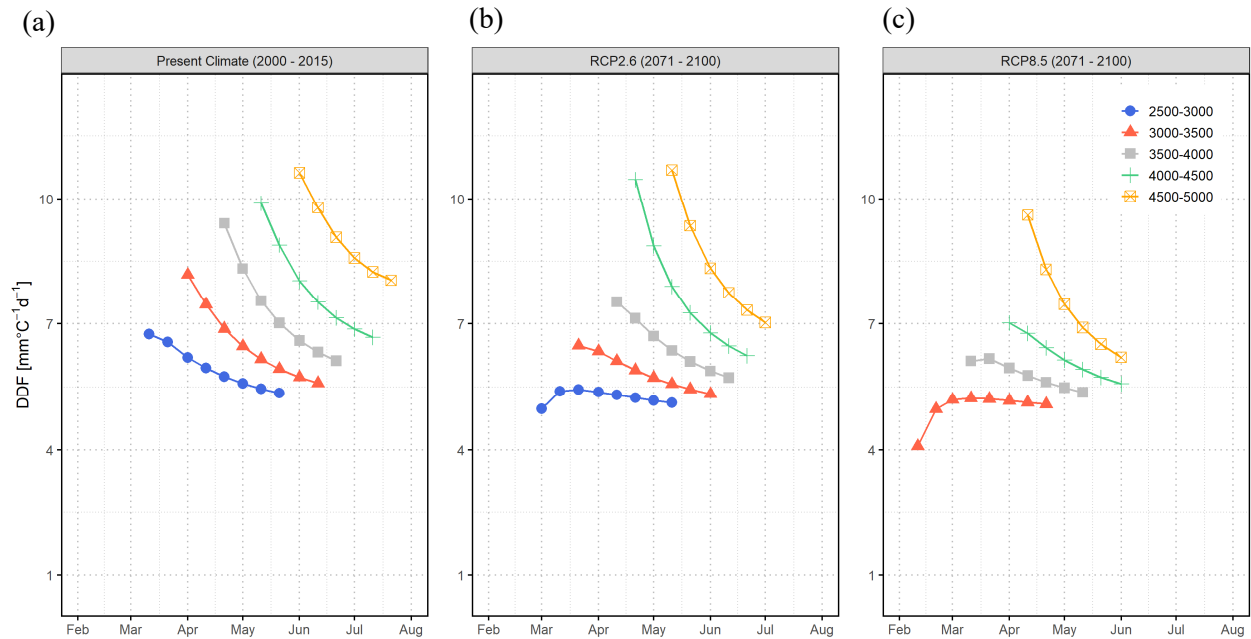 (a)
(b)
(c)
Present Climate (2000 - 2015)
RCP2.6 (2071 - 2100)
RCP8.5 (2071 - 2100)
2500-3000
3000-3500
3500-4000
4000-4500
4500-5000
DDF [mm°C⁻¹d⁻¹]
10
7
4
1
10
7
4
1
10
7
4
1
Feb Mar Apr May Jun Jul Aug
Feb Mar Apr May Jun Jul Aug
Feb Mar Apr May Jun Jul Aug